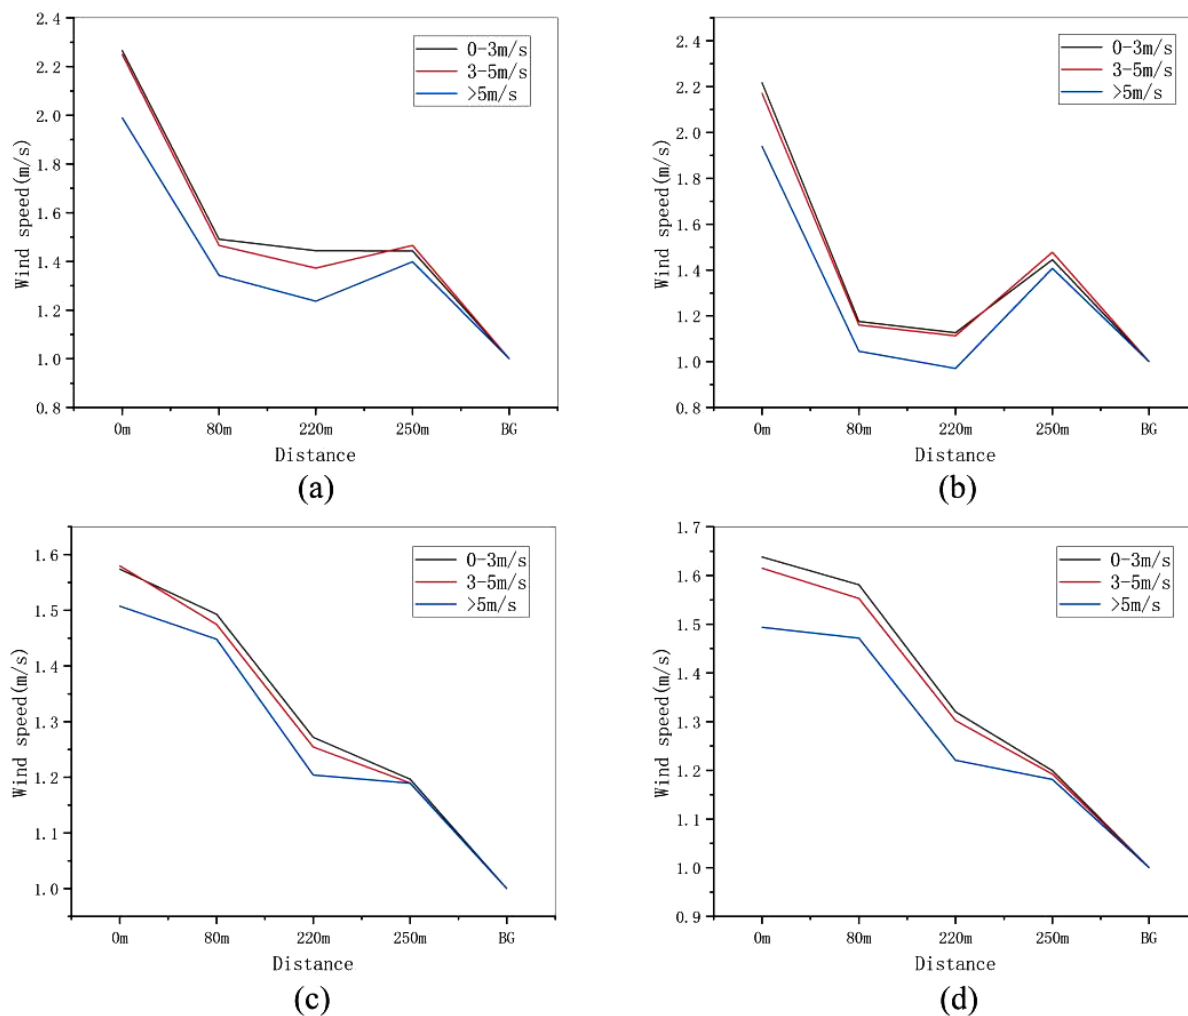 2.4
2.2
2.0
1.8
1.6
1.4
1.2
1.0
0.8
Wind speed(m/s)
0-3m/s
3-5m/s
>5m/s
0m 80m 220m 250m BG
Distance
(a)
2.4
2.2
2.0
1.8
1.6
1.4
1.2
1.0
0.8
Wind speed(m/s)
0-3m/s
3-5m/s
>5m/s
0m 80m 220m 250m BG
Distance
(b)
1.6
1.5
1.4
1.3
1.2
1.1
1.0
Wind speed(m/s)
0-3m/s
3-5m/s
>5m/s
0m 80m 220m 250m BG
Distance
(c)
1.7
1.6
1.5
1.4
1.3
1.2
1.1
1.0
0.9
Wind speed(m/s)
0-3m/s
3-5m/s
>5m/s
0m 80m 220m 250m BG
Distance
(d)